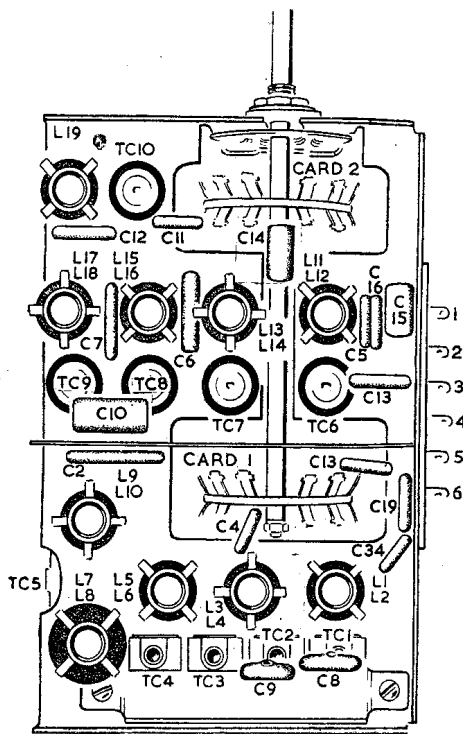 L19
TC10
CARD 2
C12
C11
C14
L17
L18
L15
L16
L11
L12
C
16
C
15
1
C7
C6
L13
L14
C5
2
TC9
TC8
C13
3
C10
TC7
TC6
4
C2
L9
L10
CARD 1
C13
5
6
C4
C19
C34
TC5
L7
L8
L5
L6
L3
L4
L1
L2
TC4
TC3
TC2
TC1
C9
C8